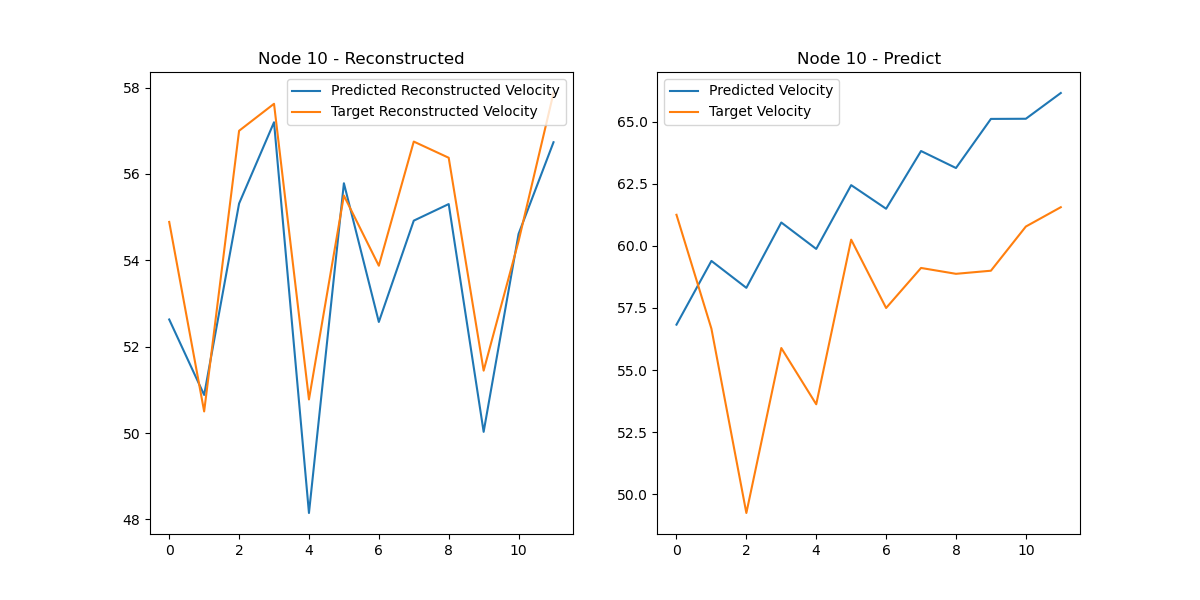 Node 10 - Reconstructed
Predicted Reconstructed Velocity
Target Reconstructed Velocity
58
56
54
52
50
48
0 2 4 6 8 10
Node 10 - Predict
Predicted Velocity
Target Velocity
65.0
62.5
60.0
57.5
55.0
52.5
50.0
0 2 4 6 8 10